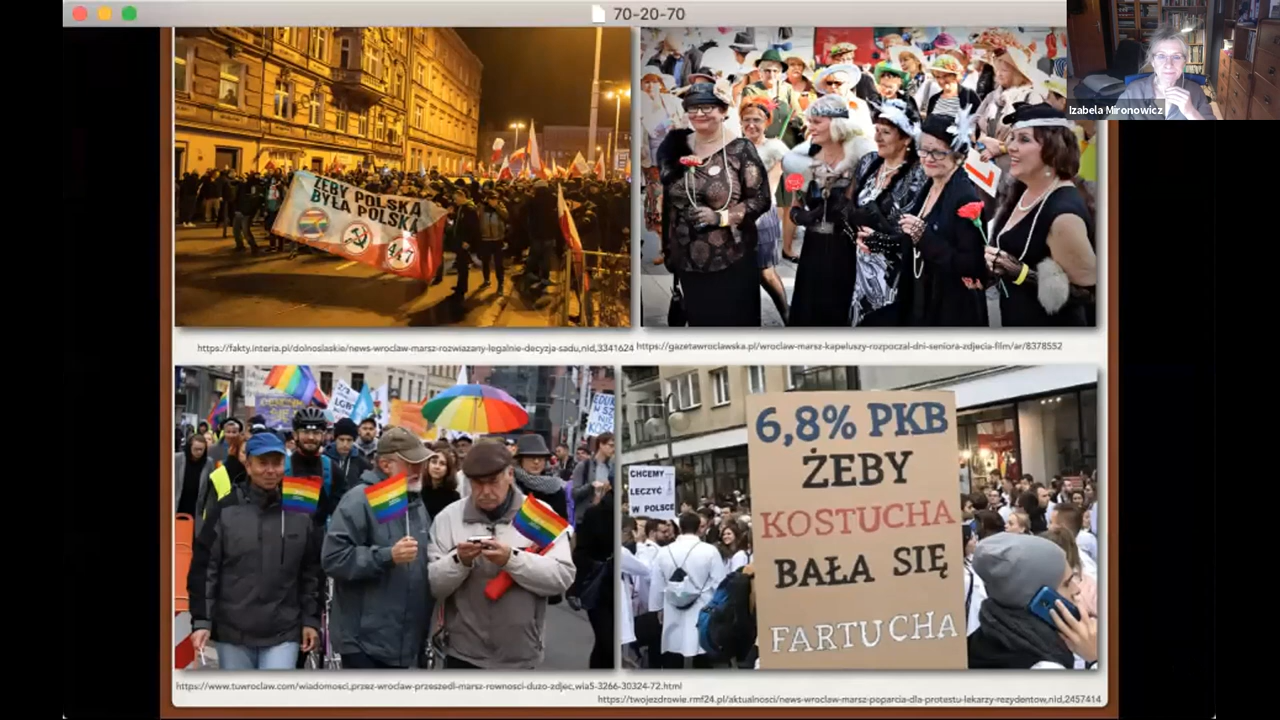 70-20-70
Izabela Mironowicz
ŻEBY POLSKA
BYŁA POLSKĄ
447
https://fakty.interia.pl/dolnoslaskie/news-wroclaw-marsz-rozwiazany-legalnie-decyzja-sadu,nId,3341624
https://gazetawroclawska.pl/wroclaw-marsz-kapeluszy-rozpoczal-dni-seniora-zdjecia-film/ar/8378552
LGB
6,8% PKB
ŻEBY
KOSTUCHA
BAŁA SIĘ
FARTUCHA
CHCEMY
LECZYĆ
W POLSCE
https://www.tuwroclaw.com/wiadomosci,przez-wroclaw-przeszedl-marsz-rownosci-duzo-zdjec,wia5-3266-30324-72.html
https://twojezdrowie.rmf24.pl/aktualnosci/news-wroclaw-marsz-poparcia-dla-protestu-lekarzy-rezydentow,nId,2457414